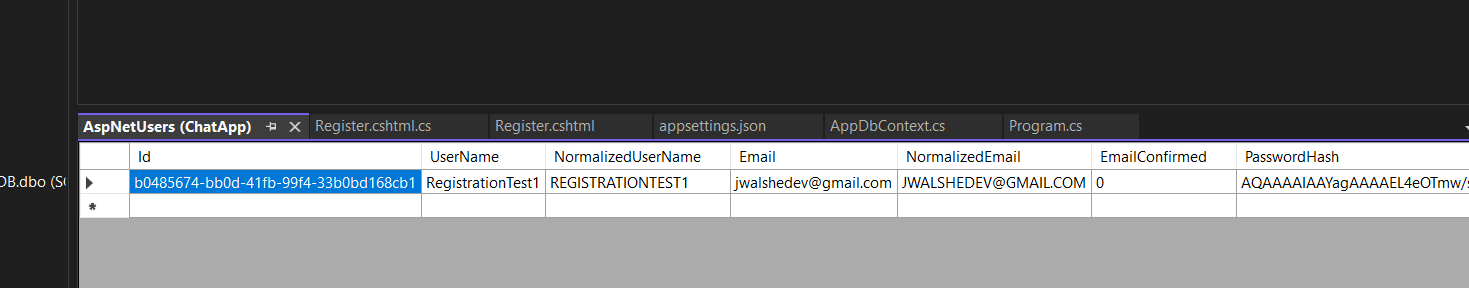 AspNetUsers (ChatApp) Register.cshtml.cs Register.cshtml appsettings.json AppDbContext.cs Program.cs
Id UserName NormalizedUserName Email NormalizedEmail EmailConfirmed PasswordHash
DB.dbo b0485674-bb0d-41fb-99f4-33b0bd168cb1 RegistrationTest1 REGISTRATIONTEST1 jwalshedev@gmail.com JWALSHEDEV@GMAIL.COM 0 AQAAAAIAAYagAAAAEL4eOTmw/s
*